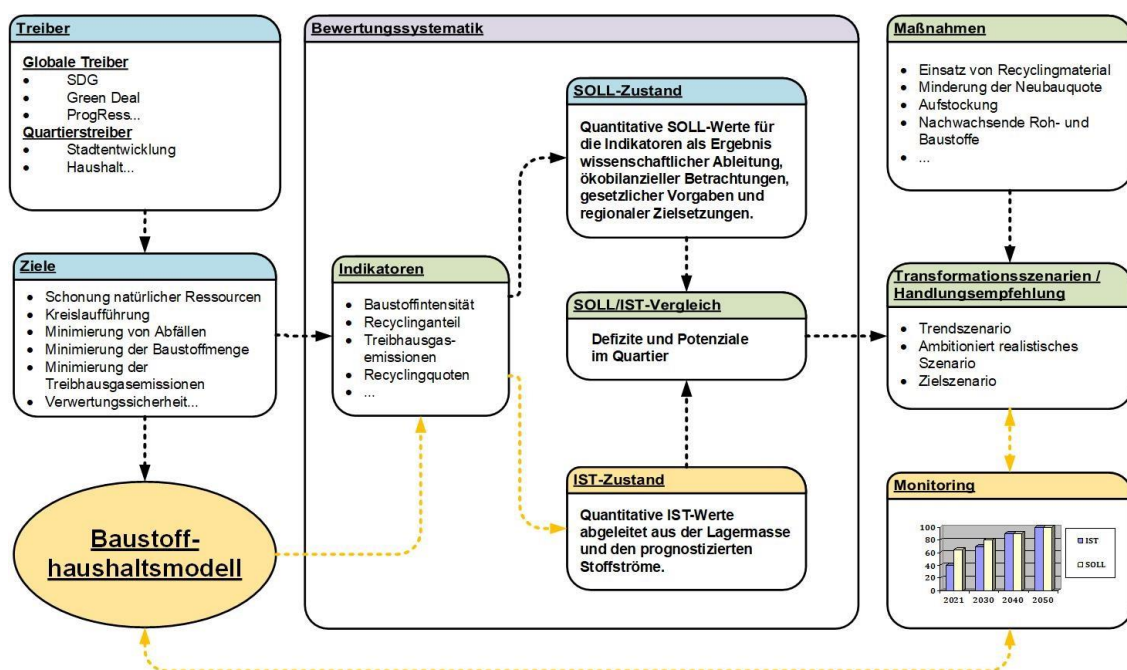 Treiber
Globale Treiber
• SDG
• Green Deal
• ProgRess...
Quartierstreiber
• Stadtentwicklung
• Haushalt...
Ziele
• Schonung natürlicher Ressourcen
• Kreislaufführung
• Minimierung von Abfällen
• Minimierung der Baustoffmenge
• Minimierung der
Treibhausgasemissionen
• Verwertungssicherheit...
Baustoff-
haushaltsmodell
Bewertungssystematik
Indikatoren
• Baustoffintensität
• Recyclinganteil
• Treibhausgas-
emissionen
• Recyclingquoten
• ...
SOLL-Zustand
Quantitative SOLL-Werte für
die Indikatoren als Ergebnis
wissenschaftlicher Ableitung,
ökobilanzieller Betrachtungen,
gesetzlicher Vorgaben und
regionaler Zielsetzungen.
SOLL/IST-Vergleich
Defizite und Potenziale
im Quartier
IST-Zustand
Quantitative IST-Werte
abgeleitet aus der Lagermasse
und den prognostizierten
Stoffströme.
Maßnahmen
• Einsatz von Recyclingmaterial
• Minderung der Neubauquote
• Aufstockung
• Nachwachsende Roh- und
Baustoffe
• ...
Transformationsszenarien /
Handlungsempfehlung
• Trendszenario
• Ambitioniert realistisches
Szenario
• Zielszenario
Monitoring
100
80
60
40
20
0
2021 2030 2040 2050
IST
SOLL